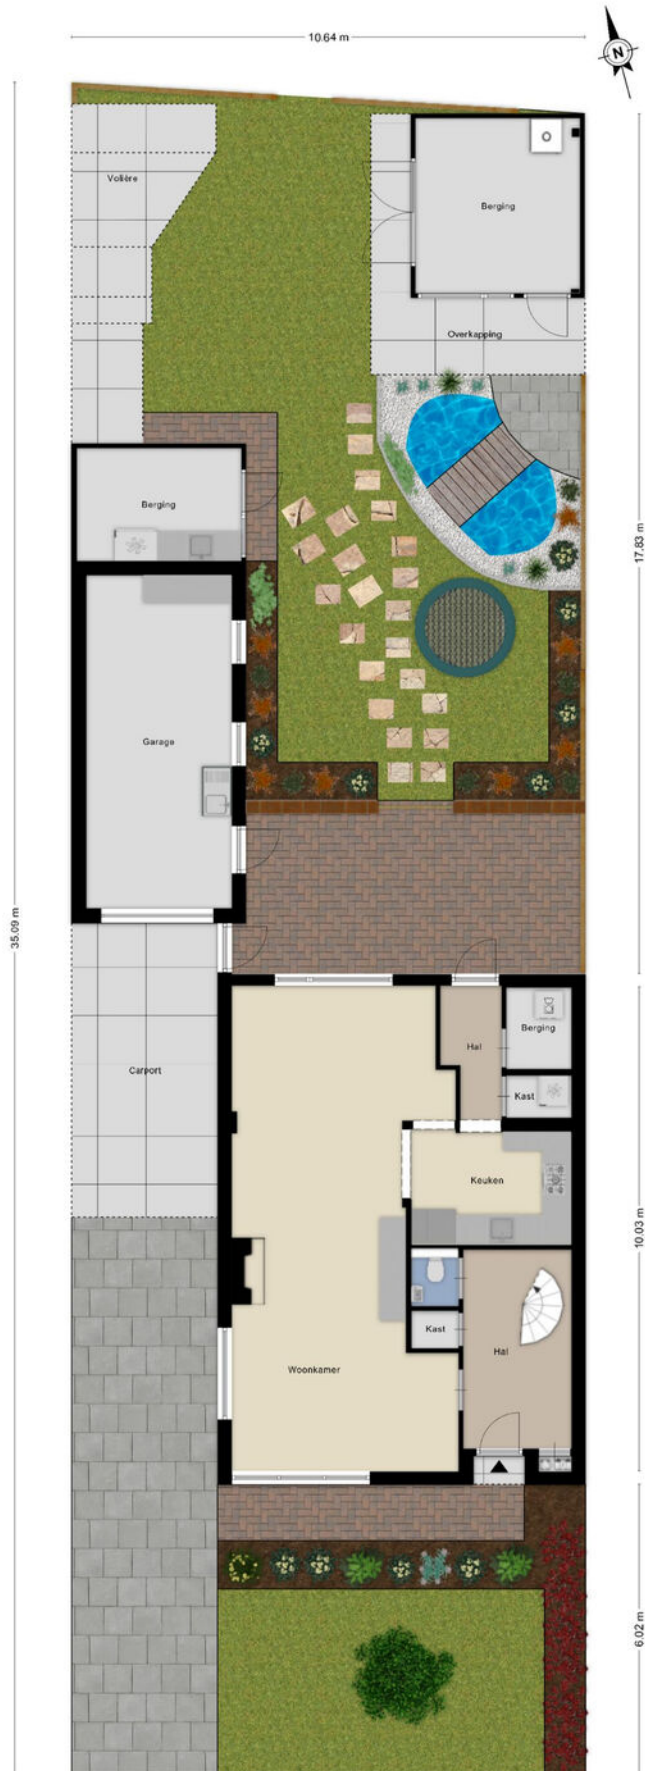 10.64 m
N
Volière
Berging
Overkapping
Berging
17.83 m
Garage
35.09 m
Carport
Hal
Berging
Kast
Keuken
10.03 m
Kast
Hal
Woonkamer
6.02 m